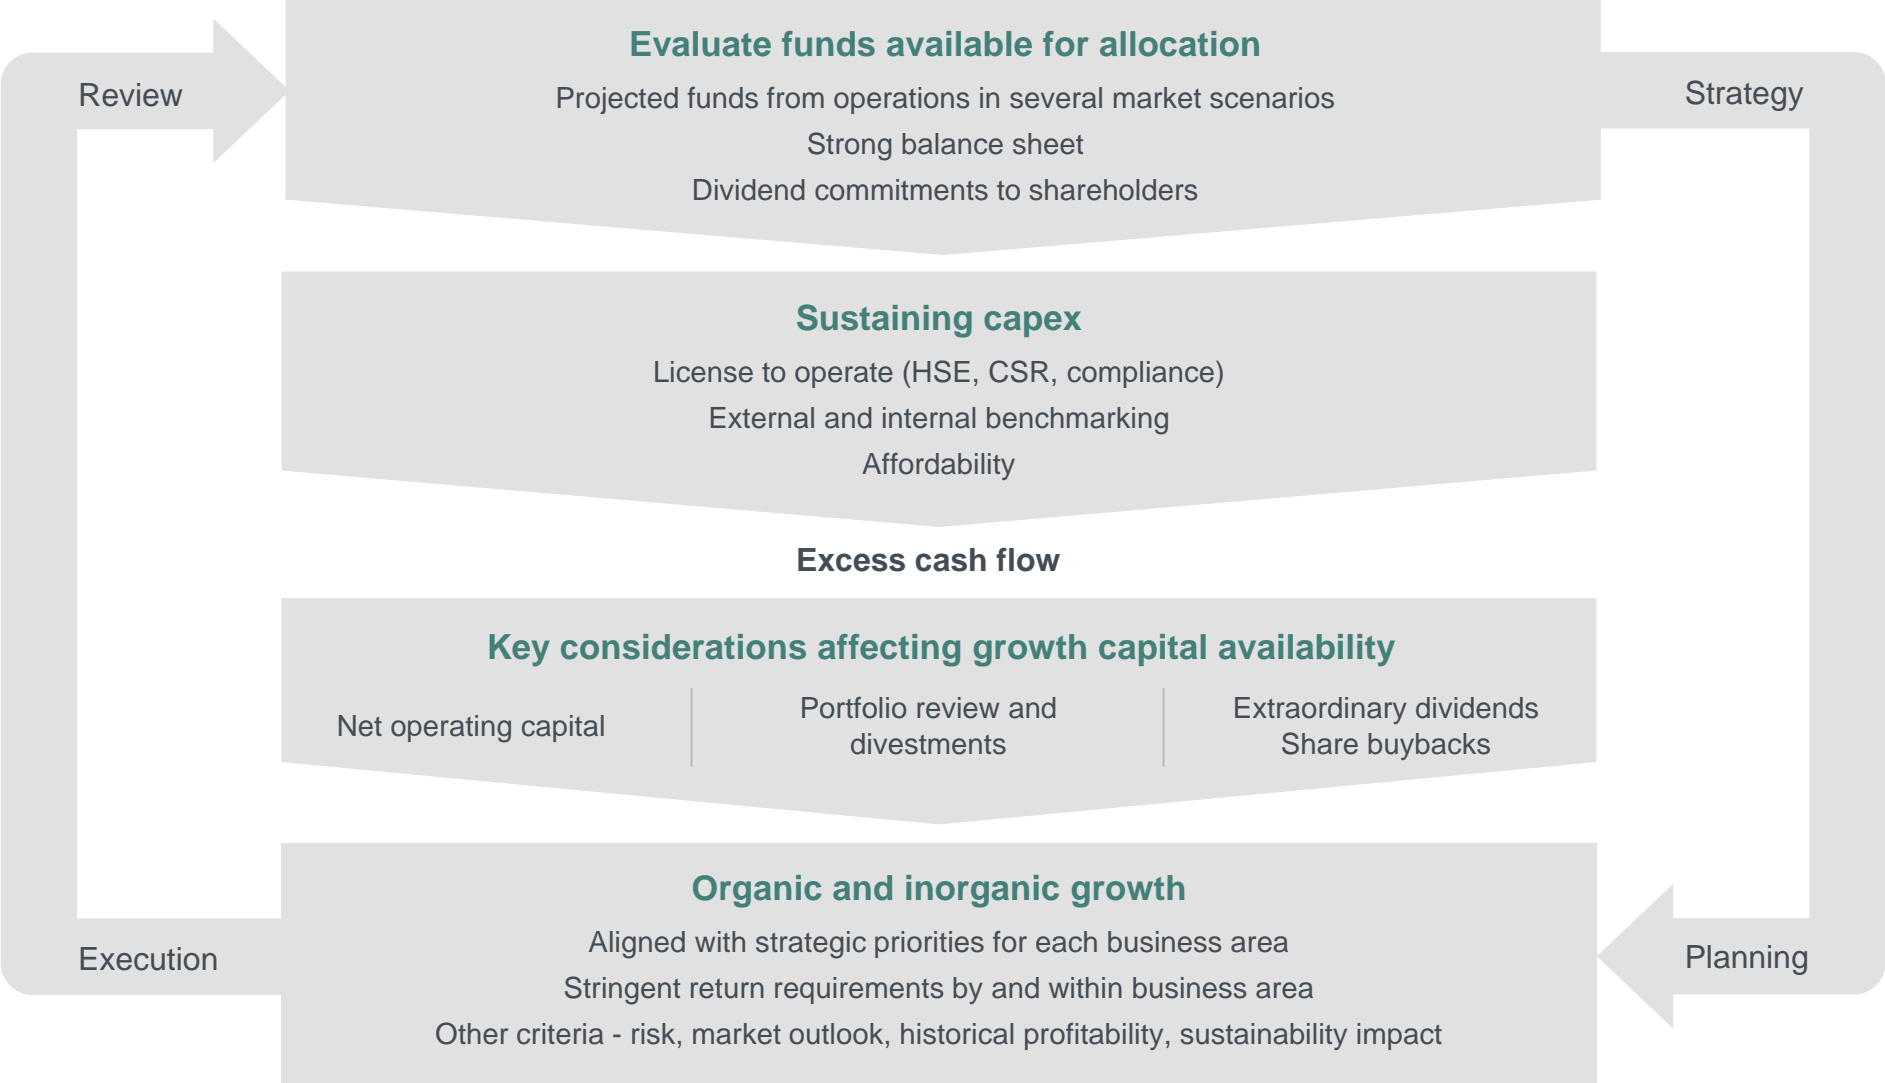 Evaluate funds available for allocation
Review
Strategy
Projected funds from operations in several market scenarios
Strong balance sheet
Dividend commitments to shareholders
Sustaining capex
License to operate (HSE, CSR, compliance)
External and internal benchmarking
Affordability
Excess cash flow
Key considerations affecting growth capital availability
Net operating capital
Portfolio review and
divestments
Extraordinary dividends
Share buybacks
Organic and inorganic growth
Aligned with strategic priorities for each business area
Execution
Planning
Stringent return requirements by and within business area
Other criteria - risk, market outlook, historical profitability, sustainability impact